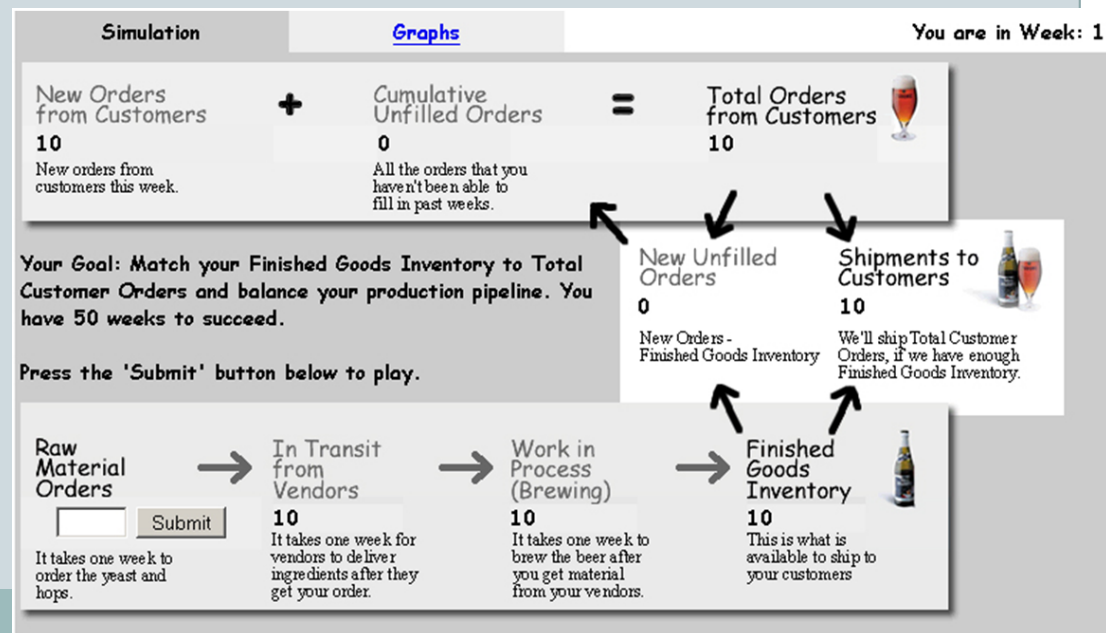 Simulation
Graphs
You are in Week: 1
New Orders
from Customers
+
Cumulative
Unfilled Orders
=
Total Orders
from Customers
10
0
10
New orders from
customers this week.
All the orders that you
haven't been able to
fill in past weeks.
Your Goal: Match your Finished Goods Inventory to Total
Customer Orders and balance your production pipeline. You
have 50 weeks to succeed.
Press the 'Submit' button below to play.
New Unfilled
Orders
0
New Orders -
Finished Goods Inventory
Shipments to
Customers
10
We'll ship Total Customer
Orders, if we have enough
Finished Goods Inventory.
Raw
Material
Orders
Submit
It takes one week to
order the yeast and
hops.
In Transit
from
Vendors
10
It takes one week for
vendors to deliver
ingredients after they
get your order.
Work in
Process
(Brewing)
10
It takes one week to
brew the beer after
you get material
from your vendors.
Finished
Goods
Inventory
10
This is what is
available to ship to
your customers